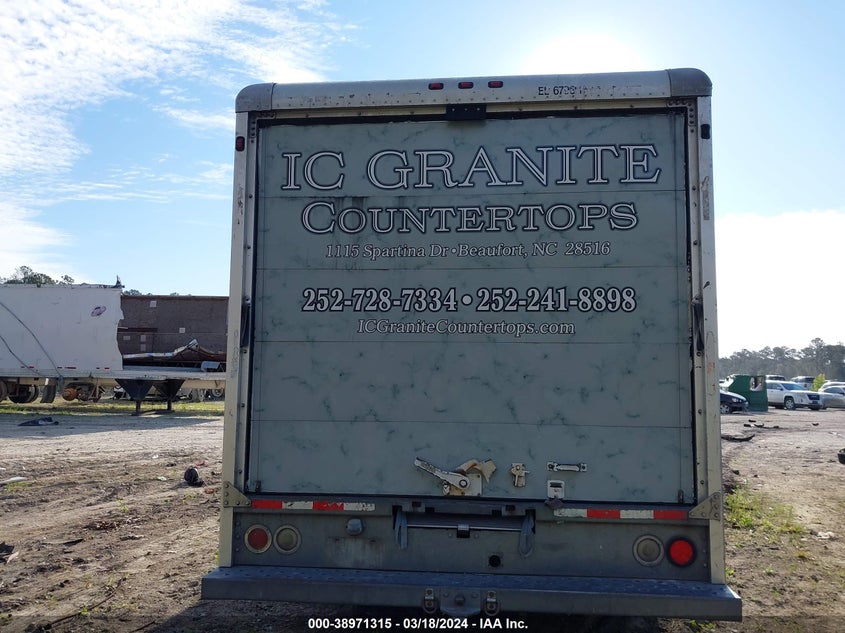 IC GRANITE
COUNTERTOPS
1115 Spartina Dr • Beaufort, NC 28516
252-728-7334 • 252-241-8898
ICGraniteCountertops.com
000-38971315 - 03/18/2024 - IAA Inc.